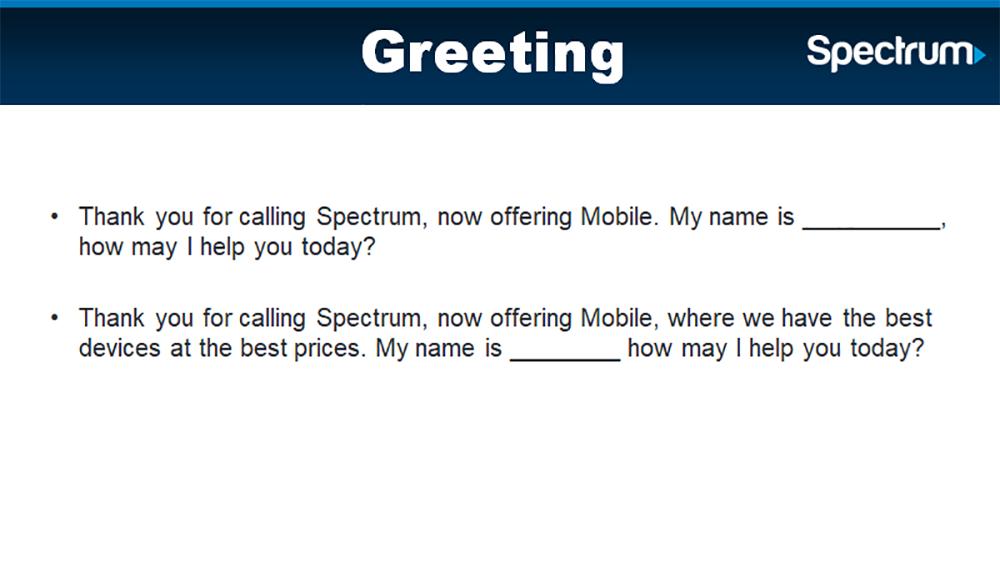 Greeting
Spectrum
• Thank you for calling Spectrum, now offering Mobile. My name is __________,
how may I help you today?
• Thank you for calling Spectrum, now offering Mobile, where we have the best
devices at the best prices. My name is ________ how may I help you today?